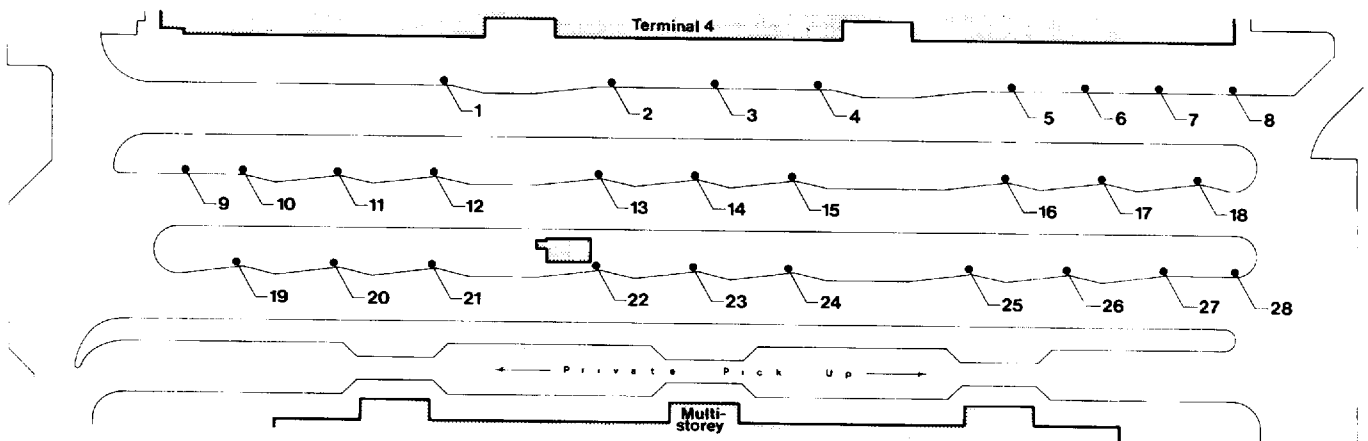 Terminal 4
1 2 3 4 5 6 7 8
9 10 11 12 13 14 15 16 17 18
19 20 21 22 23 24 25 26 27 28
Private Pick Up
Multi-
storey